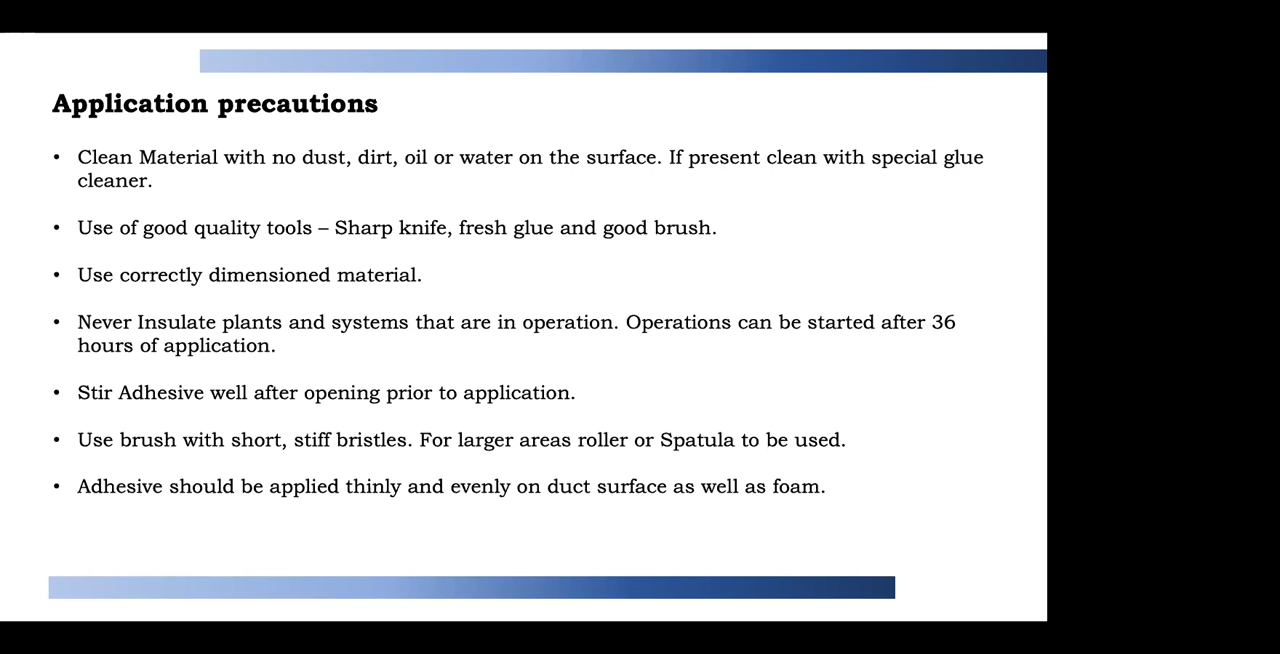 Application precautions
• Clean Material with no dust, dirt, oil or water on the surface. If present clean with special glue
cleaner.
• Use of good quality tools – Sharp knife, fresh glue and good brush.
• Use correctly dimensioned material.
• Never Insulate plants and systems that are in operation. Operations can be started after 36
hours of application.
• Stir Adhesive well after opening prior to application.
• Use brush with short, stiff bristles. For larger areas roller or Spatula to be used.
• Adhesive should be applied thinly and evenly on duct surface as well as foam.